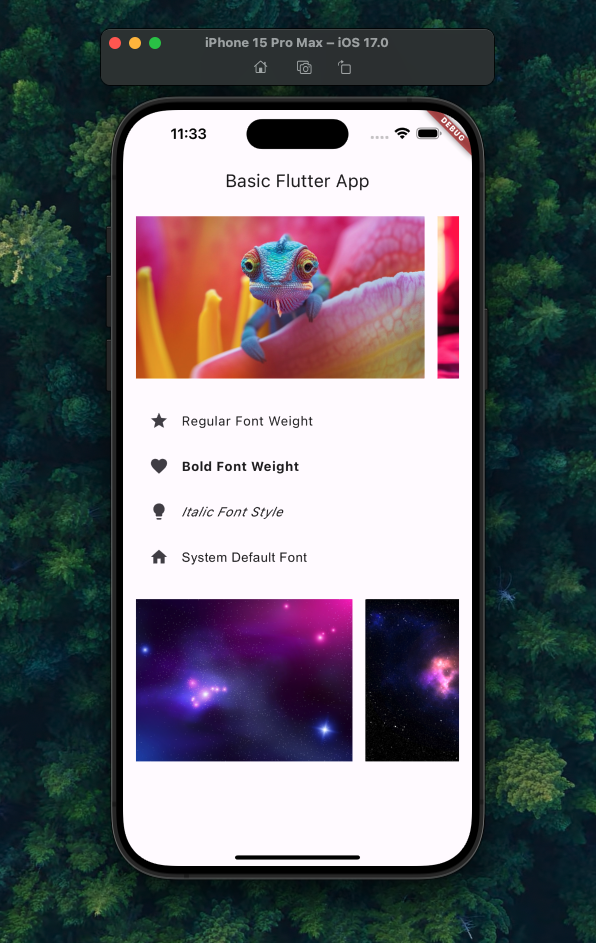 iPhone 15 Pro Max – iOS 17.0
11:33
DEBUG
Basic Flutter App
Regular Font Weight
Bold Font Weight
Italic Font Style
System Default Font